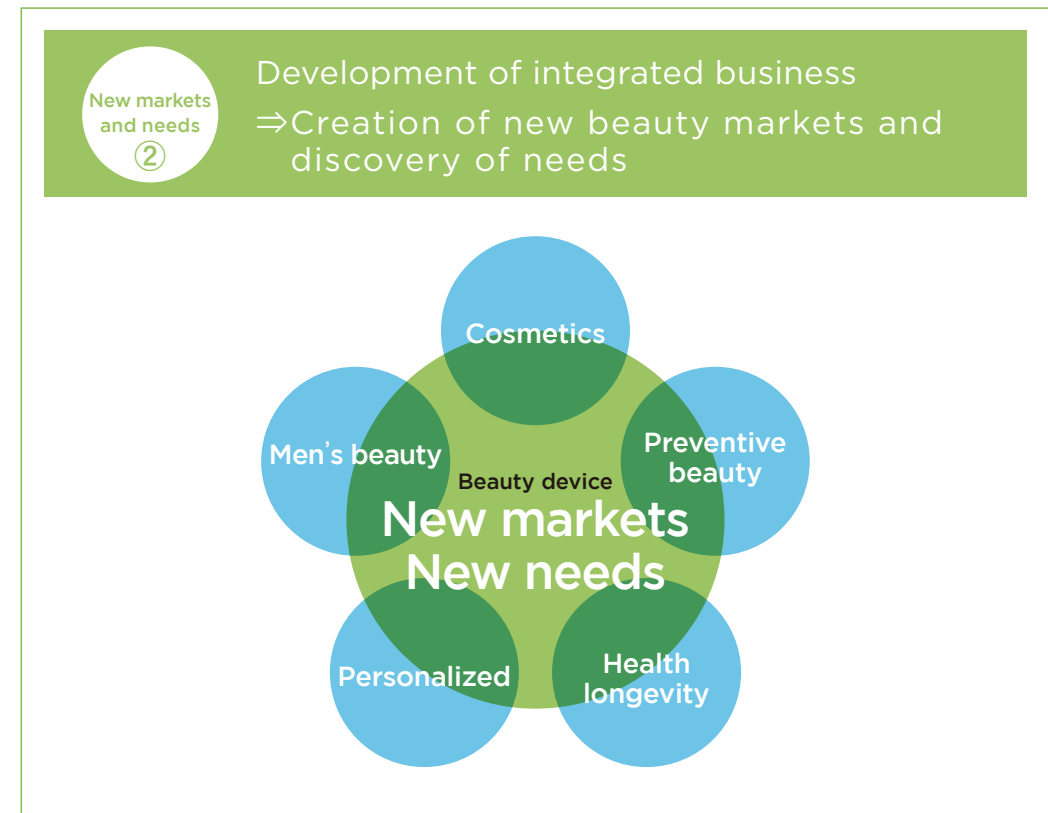 New markets
and needs
②
Development of integrated business
⇒Creation of new beauty markets and
discovery of needs
Cosmetics
Men's beauty
Preventive
beauty
Beauty device
New markets
New needs
Personalized
Health
longevity